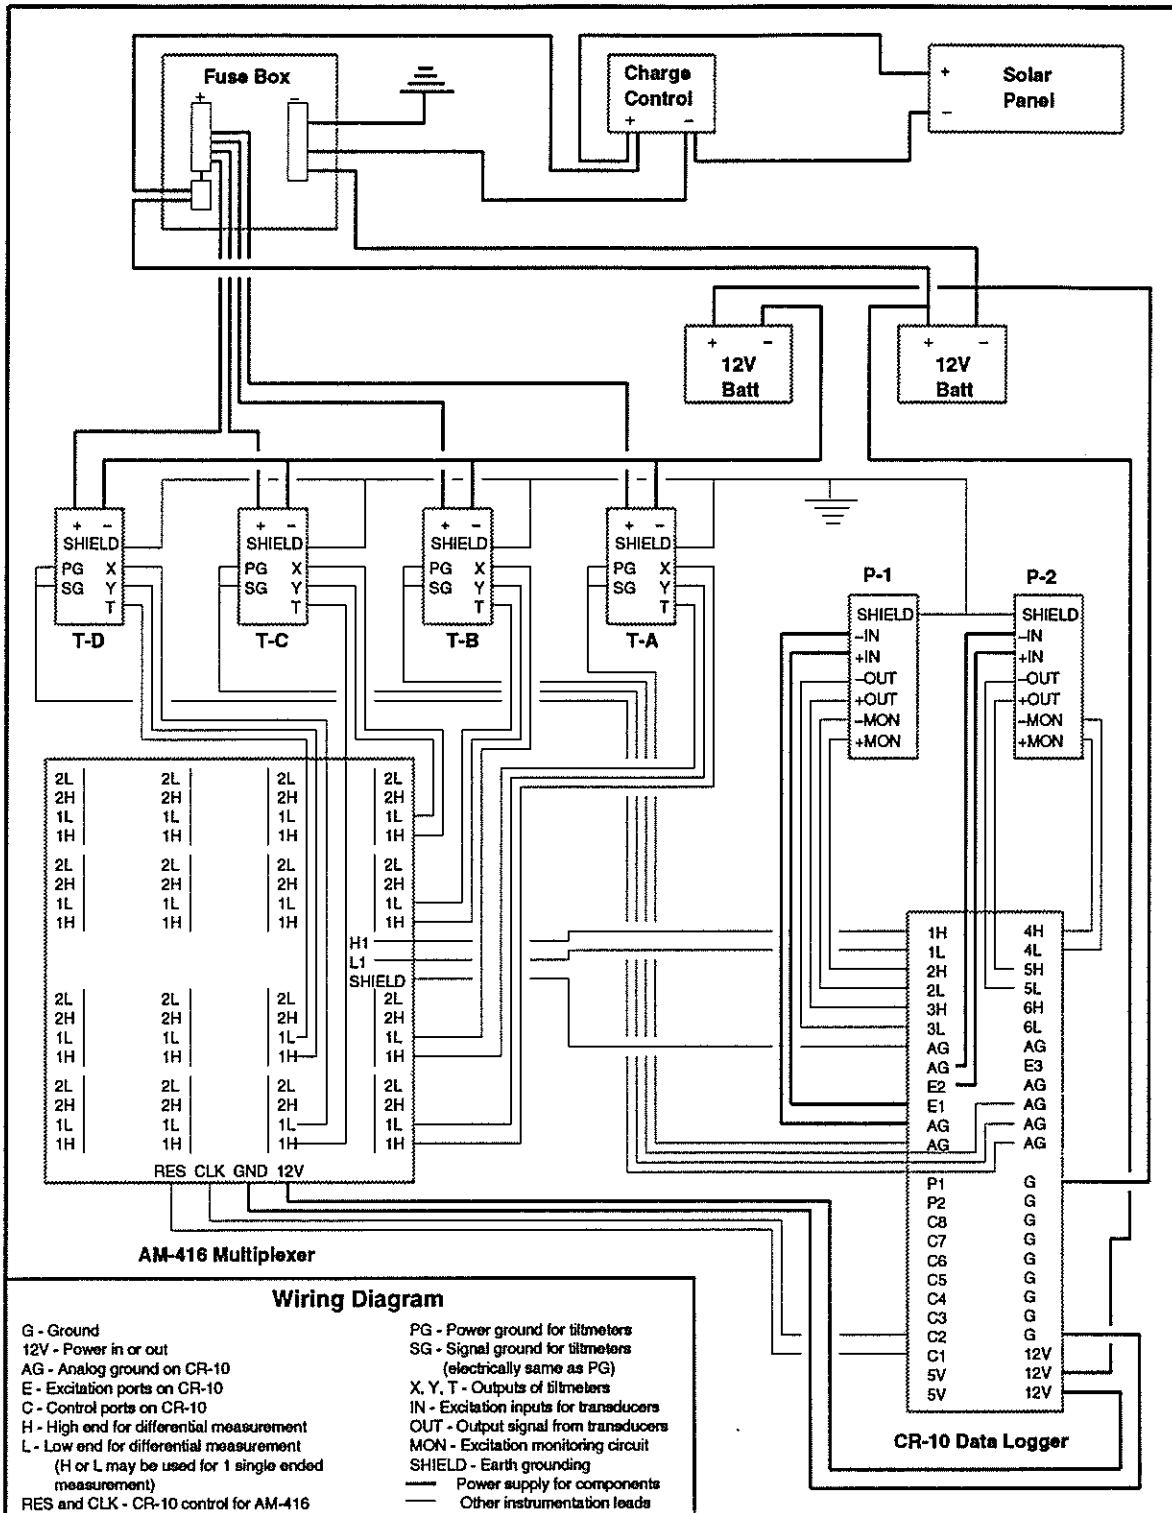 Fuse Box
+
−
Charge
Control
+ −
+
−
Solar
Panel
+ −
12V
Batt
+ −
12V
Batt
+ −
SHIELD
PG X
SG Y
T
T-D
+ −
SHIELD
PG X
SG Y
T
T-C
+ −
SHIELD
PG X
SG Y
T
T-B
+ −
SHIELD
PG X
SG Y
T
T-A
P-1
SHIELD
−IN
+IN
−OUT
+OUT
−MON
+MON
P-2
SHIELD
−IN
+IN
−OUT
+OUT
−MON
+MON
2L 2L 2L 2L
2H 2H 2H 2H
1L 1L 1L 1L
1H 1H 1H 1H
2L 2L 2L 2L
2H 2H 2H 2H
1L 1L 1L 1L
1H 1H 1H 1H
H1
L1
SHIELD
2L 2L 2L 2L
2H 2H 2H 2H
1L 1L 1L 1L
1H 1H 1H 1H
2L 2L 2L 2L
2H 2H 2H 2H
1L 1L 1L 1L
1H 1H 1H 1H
RES CLK GND 12V
AM-416 Multiplexer
1H 4H
1L 4L
2H 5H
2L 5L
3H 6H
3L 6L
AG AG
AG E3
E2 AG
E1 AG
AG AG
AG AG
P1 G
P2 G
C8 G
C7 G
C6 G
C5 G
C4 G
C3 G
C2 G
C1 12V
5V 12V
5V 12V
CR-10 Data Logger
Wiring Diagram
G - Ground
12V - Power in or out
AG - Analog ground on CR-10
E - Excitation ports on CR-10
C - Control ports on CR-10
H - High end for differential measurement
L - Low end for differential measurement
(H or L may be used for 1 single ended
measurement)
RES and CLK - CR-10 control for AM-416
PG - Power ground for tiltmeters
SG - Signal ground for tiltmeters
(electrically same as PG)
X, Y, T - Outputs of tiltmeters
IN - Excitation inputs for transducers
OUT - Output signal from transducers
MON - Excitation monitoring circuit
SHIELD - Earth grounding
Power supply for components
Other instrumentation leads